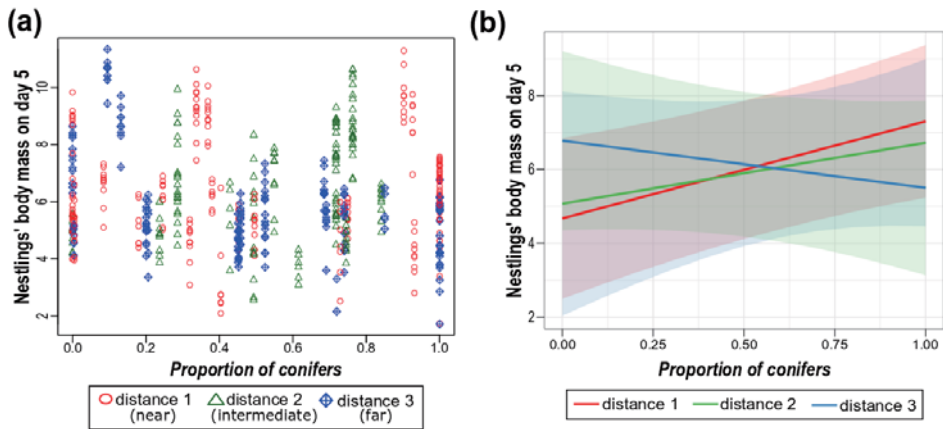 (a)
Nestlings' body mass on day 5
10
8
6
4
2
0.0 0.2 0.4 0.6 0.8 1.0
Proportion of conifers
distance 1 distance 2 distance 3
(near) (intermediate) (far)
(b)
Nestlings' body mass on day 5
8
6
4
2
0.00 0.25 0.50 0.75 1.00
Proportion of conifers
distance 1 distance 2 distance 3